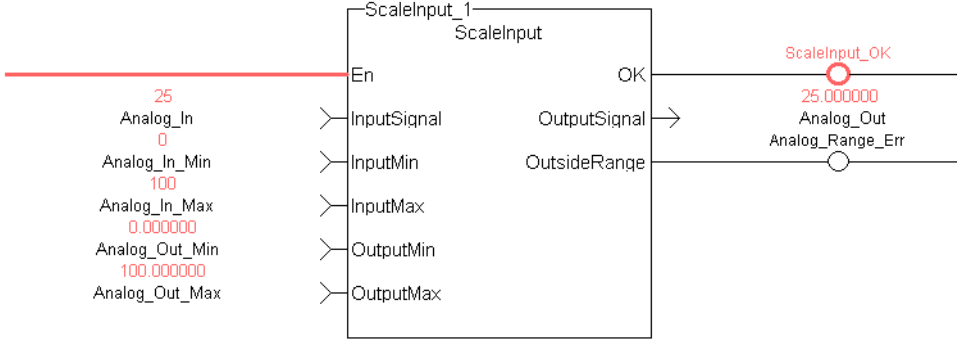 ScaleInput_1
ScaleInput
ScaleInput_OK
En
OK
25
25.000000
Analog_In
InputSignal
OutputSignal
Analog_Out
0
Analog_Range_Err
Analog_In_Min
InputMin
OutsideRange
100
Analog_In_Max
InputMax
0.000000
Analog_Out_Min
OutputMin
100.000000
Analog_Out_Max
OutputMax